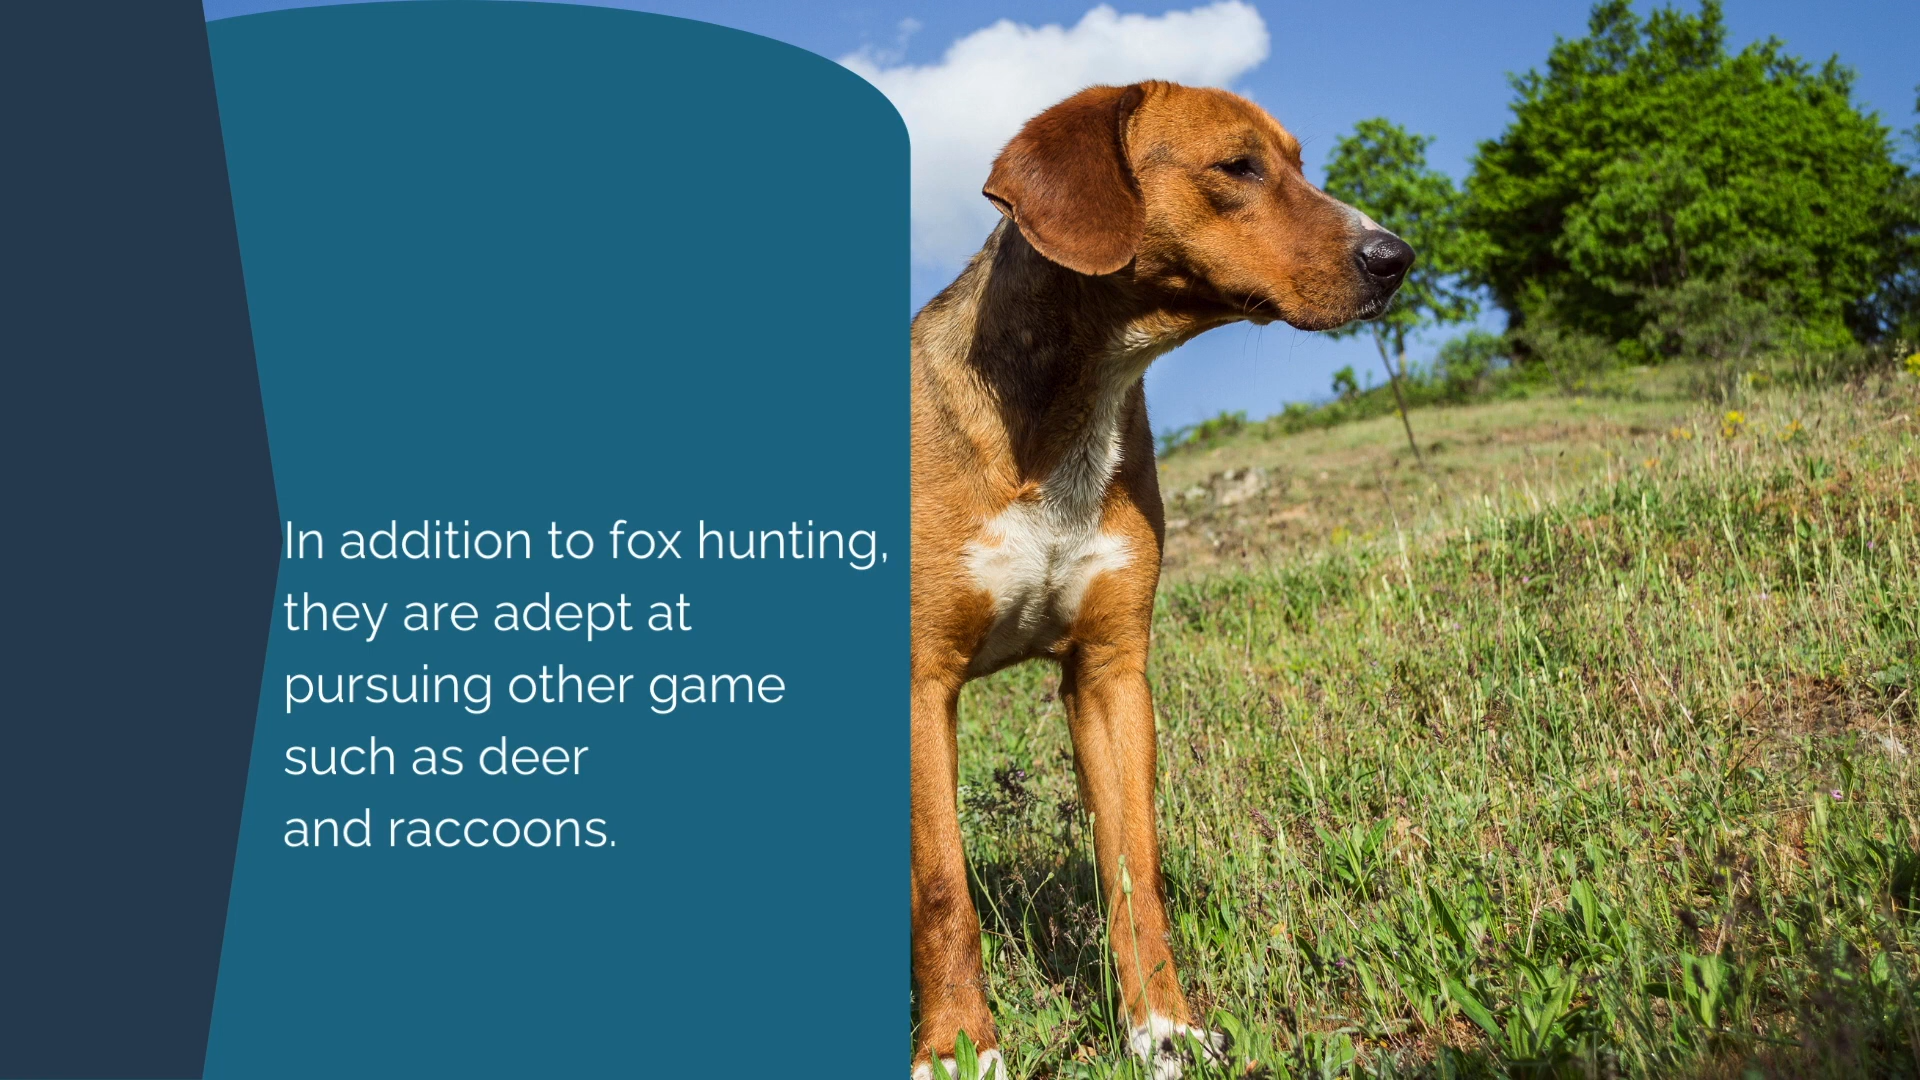 In addition to fox hunting,
they are adept at
pursuing other game
such as deer
and raccoons.